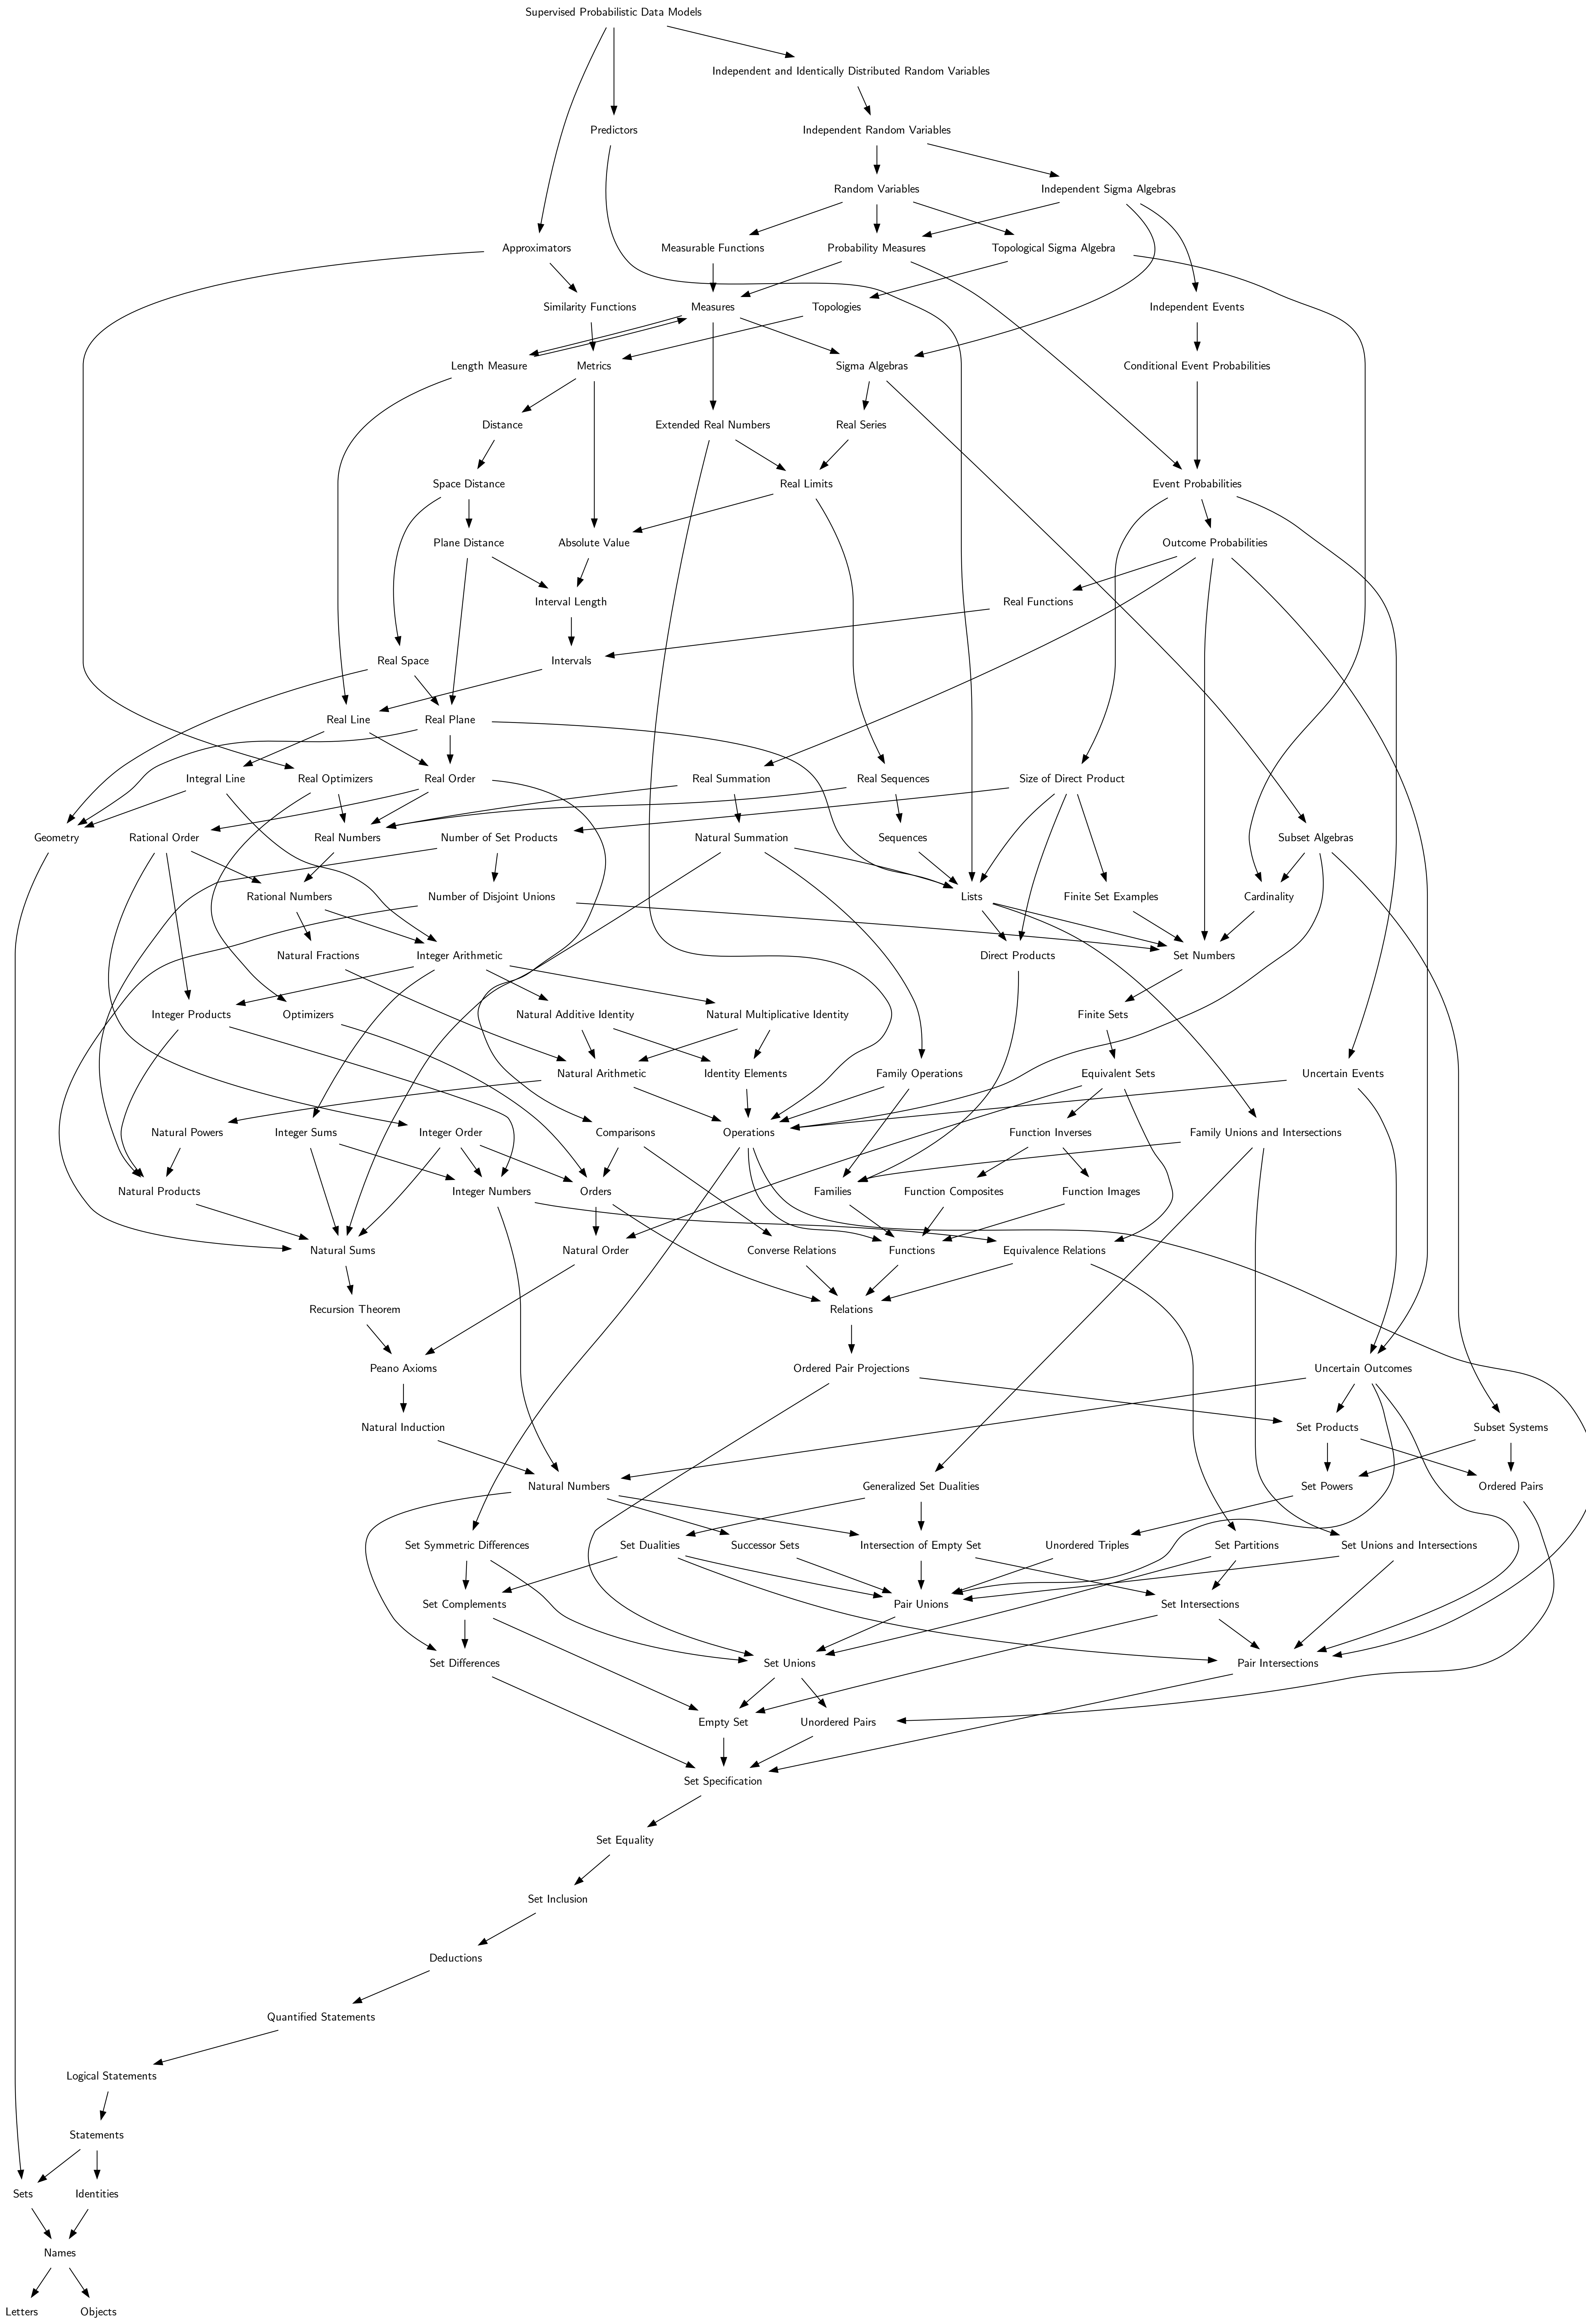 Supervised Probabilistic Data Models
Independent and Identically Distributed Random Variables
Predictors
Independent Random Variables
Random Variables
Independent Sigma Algebras
Approximators
Measurable Functions
Probability Measures
Topological Sigma Algebra
Similarity Functions
Measures
Topologies
Independent Events
Length Measure
Metrics
Sigma Algebras
Conditional Event Probabilities
Distance
Extended Real Numbers
Real Series
Space Distance
Real Limits
Event Probabilities
Plane Distance
Absolute Value
Outcome Probabilities
Interval Length
Real Functions
Real Space
Intervals
Real Line
Real Plane
Integral Line
Real Optimizers
Real Order
Real Summation
Real Sequences
Size of Direct Product
Geometry
Rational Order
Real Numbers
Number of Set Products
Natural Summation
Sequences
Subset Algebras
Rational Numbers
Number of Disjoint Unions
Lists
Finite Set Examples
Cardinality
Natural Fractions
Integer Arithmetic
Direct Products
Set Numbers
Integer Products
Optimizers
Natural Additive Identity
Natural Multiplicative Identity
Finite Sets
Natural Arithmetic
Identity Elements
Family Operations
Equivalent Sets
Uncertain Events
Natural Powers
Integer Sums
Integer Order
Comparisons
Operations
Function Inverses
Family Unions and Intersections
Natural Products
Integer Numbers
Orders
Families
Function Composites
Function Images
Natural Sums
Natural Order
Converse Relations
Functions
Equivalence Relations
Recursion Theorem
Relations
Peano Axioms
Ordered Pair Projections
Uncertain Outcomes
Natural Induction
Set Products
Subset Systems
Natural Numbers
Generalized Set Dualities
Set Powers
Ordered Pairs
Set Symmetric Differences
Set Dualities
Successor Sets
Intersection of Empty Set
Unordered Triples
Set Partitions
Set Unions and Intersections
Set Complements
Pair Unions
Set Intersections
Set Differences
Set Unions
Pair Intersections
Empty Set
Unordered Pairs
Set Specification
Set Equality
Set Inclusion
Deductions
Quantified Statements
Logical Statements
Statements
Sets
Identities
Names
Letters
Objects